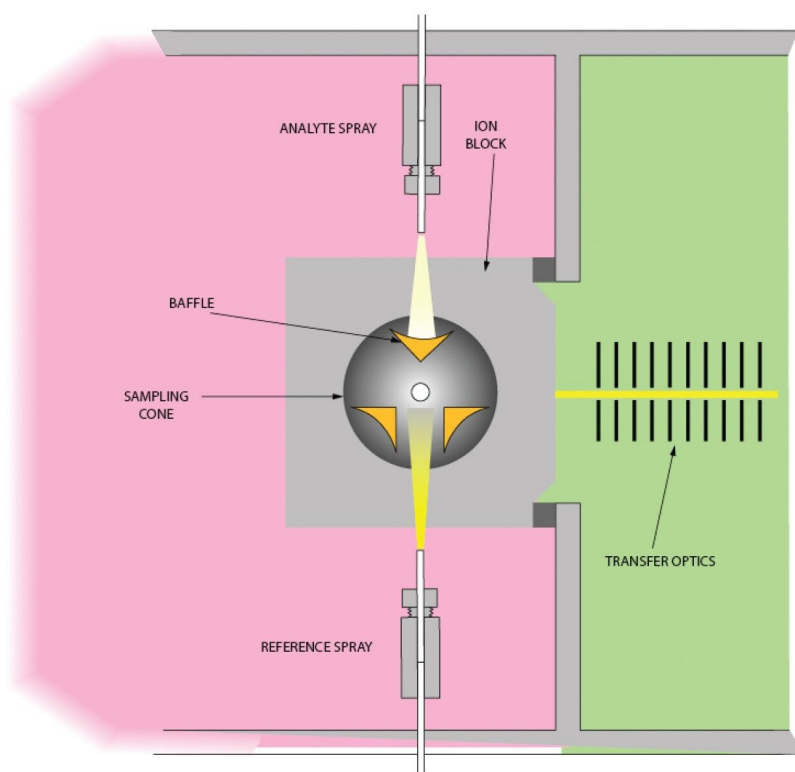 ANALYTE SPRAY
ION
BLOCK
BAFFLE
SAMPLING
CONE
TRANSFER OPTICS
REFERENCE SPRAY